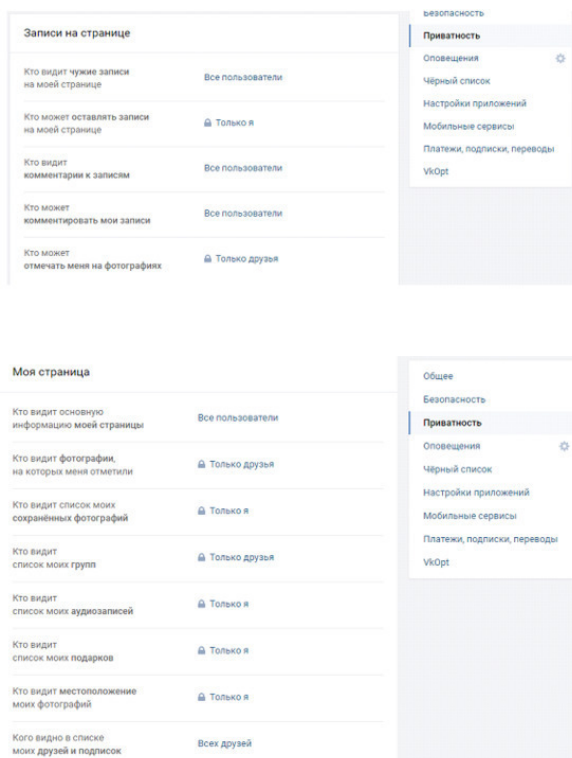 Записи на странице
Кто видит чужие записи
на моей странице
Все пользователи
Кто может оставлять записи
на моей странице
Только я
Кто видит
комментарии к записям
Все пользователи
Кто может
комментировать мои записи
Все пользователи
Кто может
отмечать меня на фотографиях
Только друзья
Безопасность
Приватность
Оповещения
Чёрный список
Настройки приложений
Мобильные сервисы
Платежи, подписки, переводы
VkOpt
Моя страница
Кто видит основную
информацию моей страницы
Все пользователи
Кто видит фотографии,
на которых меня отметили
Только друзья
Кто видит список моих
сохранённых фотографий
Только я
Кто видит
список моих групп
Только друзья
Кто видит
список моих аудиозаписей
Только я
Кто видит
список моих подарков
Только я
Кто видит местоположение
моих фотографий
Только я
Кого видно в списке
моих друзей и подписок
Всех друзей
Общее
Безопасность
Приватность
Оповещения
Чёрный список
Настройки приложений
Мобильные сервисы
Платежи, подписки, переводы
VkOpt